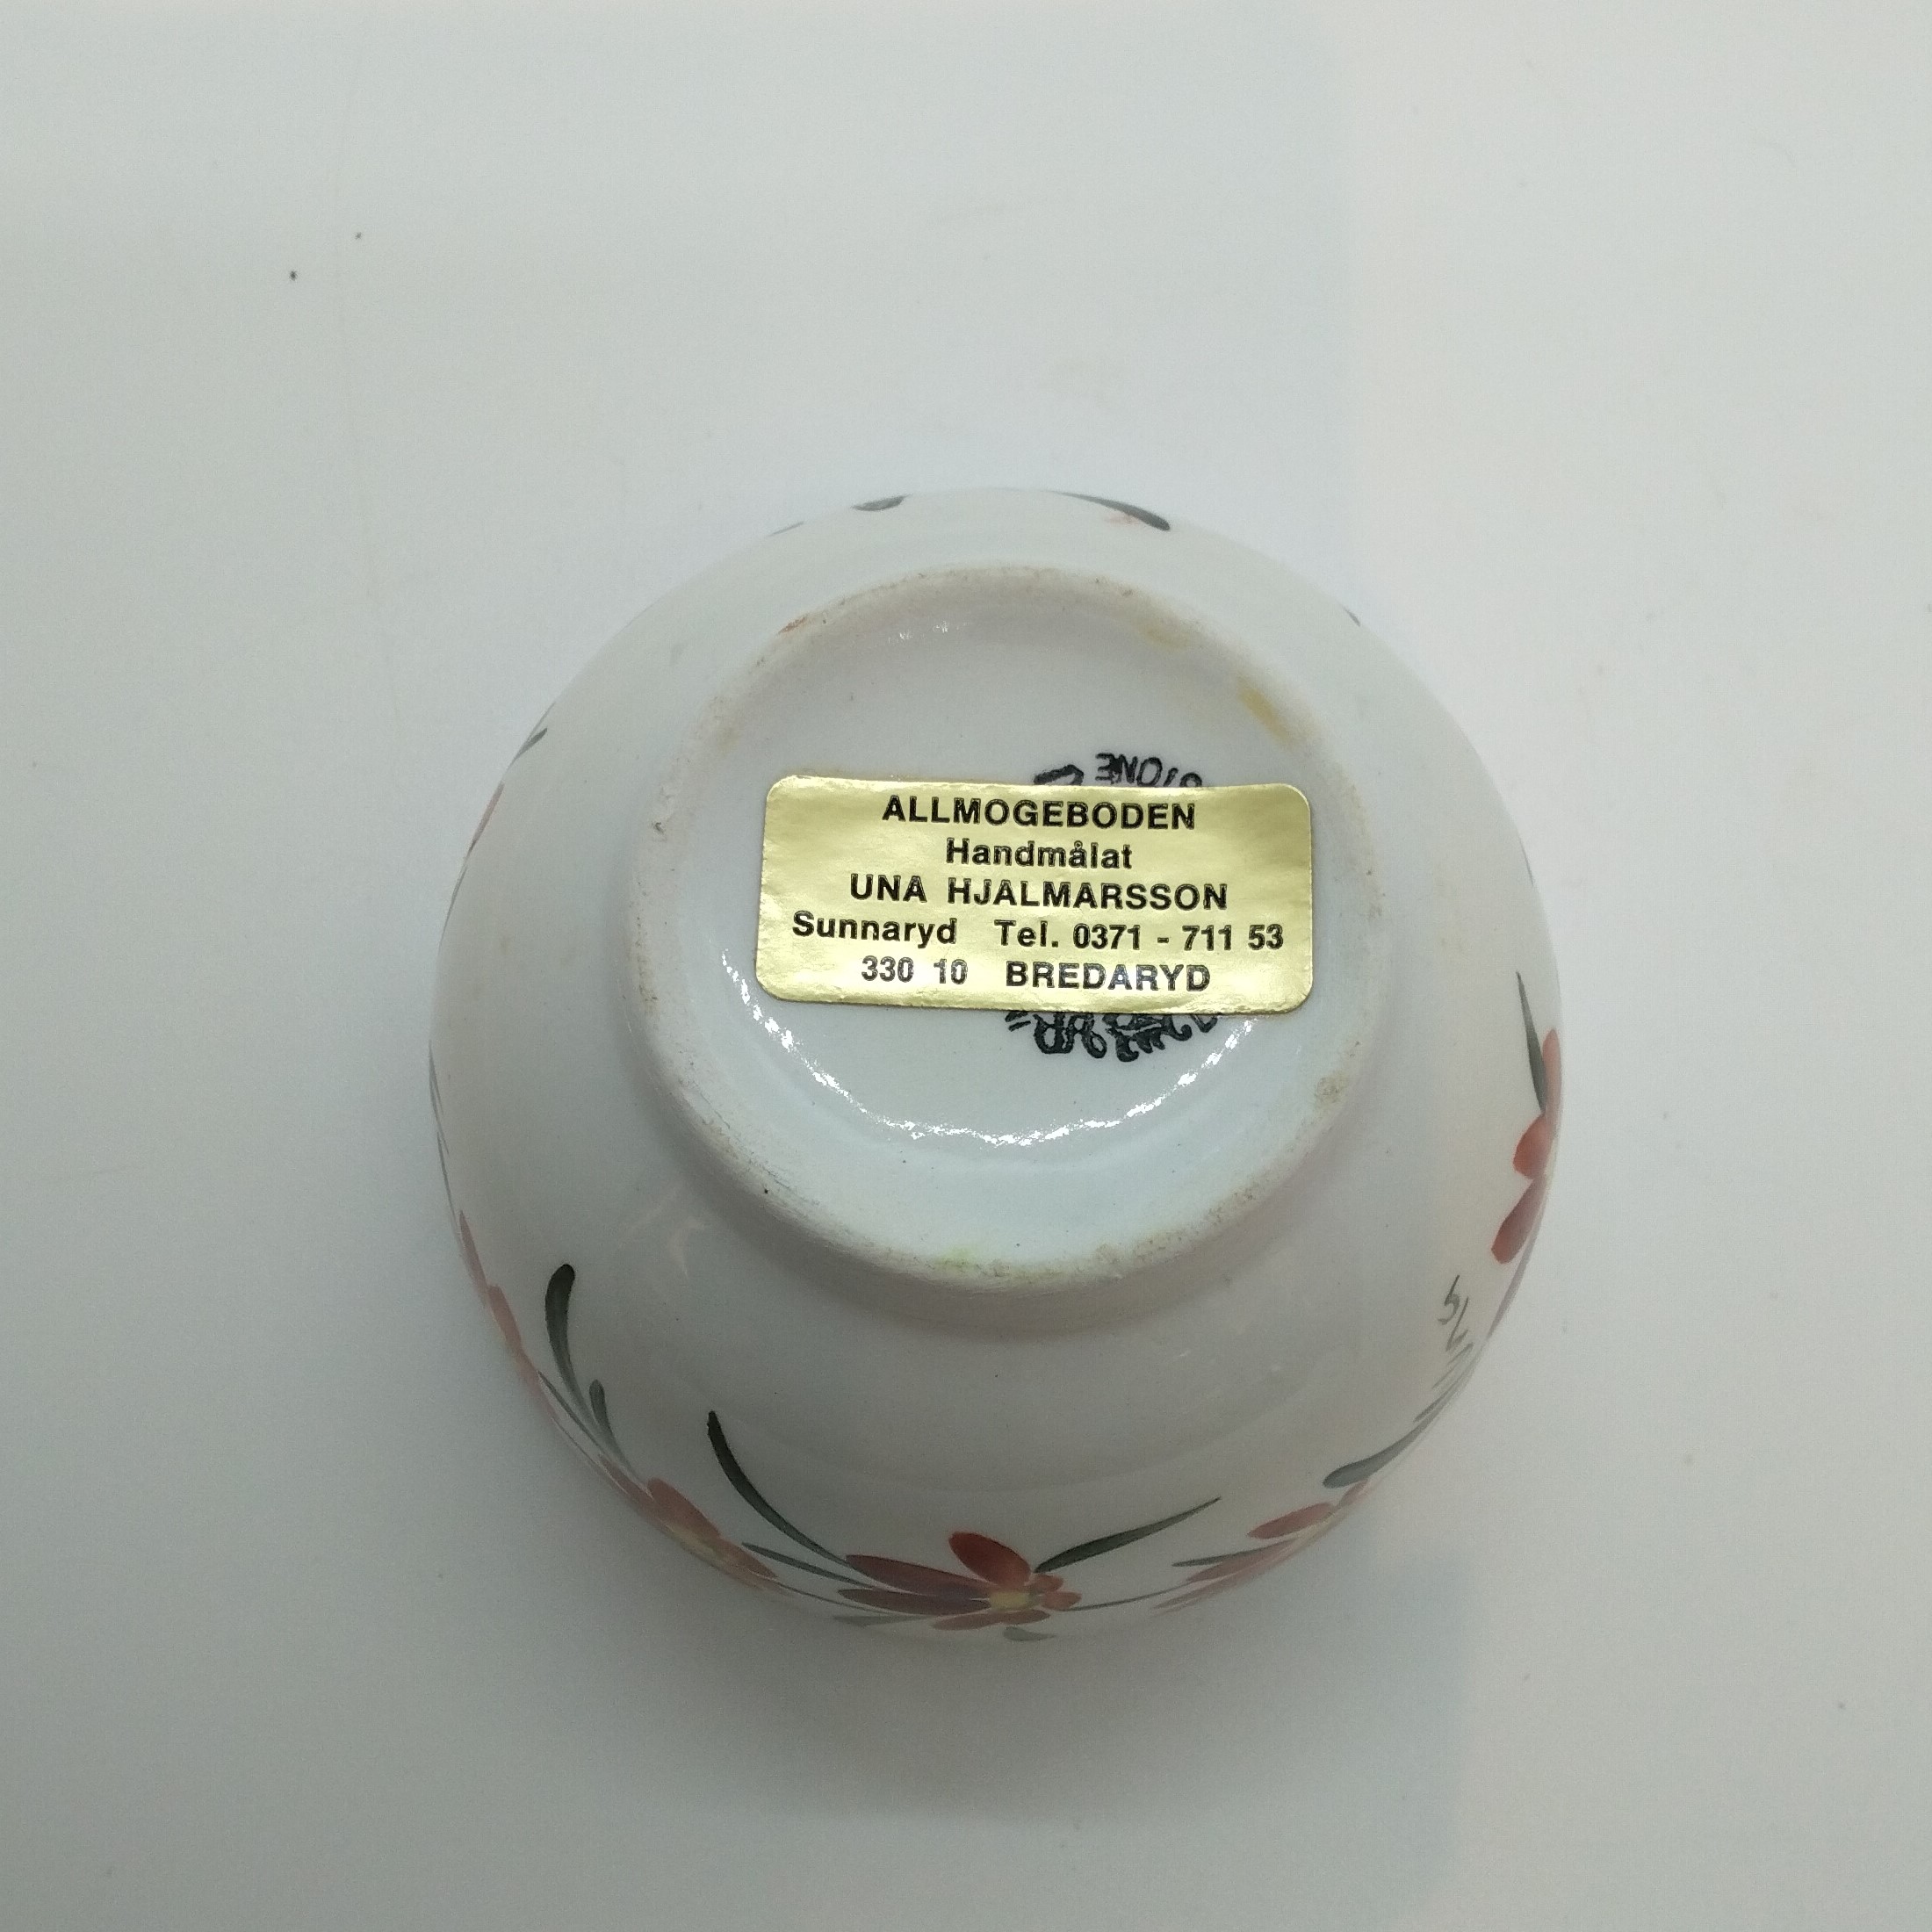 ALLMOGEBODEN
Handmålat
UNA HJALMARSSON
Sunnaryd Tel. 0371 - 711 53
330 10 BREDARYD